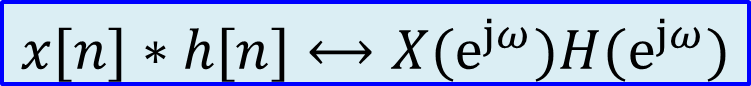 x[n] ∗ h[n] ⟷ X(e^{jω})H(e^{jω})